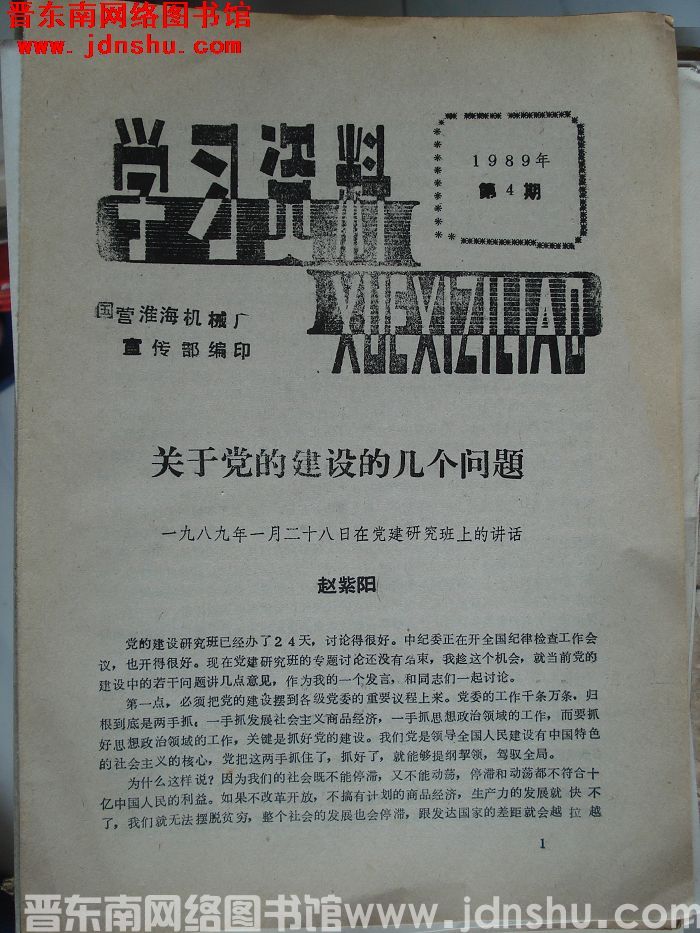 晋东南网络图书馆
www.jdnshu.com
学习资料
1989年
第4期
XUEXIZILIAO
国营淮海机械厂
宣传部编印
关于党的建设的几个问题
一九八九年一月二十八日在党建研究班上的讲话
赵紫阳
党的建设研究班已经办了24天，讨论得很好。中纪委正在开全国纪律检查工作会
议，也开得很好。现在党建研究班的专题讨论还没有结束，我趁这个机会，就当前党的
建设中的若干问题讲几点意见，作为我的一个发言，和同志们一起讨论。
第一点，必须把党的建设摆到各级党委的重要议程上来。党委的工作千条万条，归
根到底是两手抓，一手抓发展社会主义商品经济，一手抓思想政治领域的工作，而要抓
好思想政治领域的工作，关键是抓好党的建设。我们党是领导全国人民建设有中国特色
的社会主义的核心，党把这两手抓住了，抓好了，就能够提纲挈领，驾驭全局。
为什么这样说？因为我们的社会既不能停滞，又不能动荡，停滞和动荡都不符合十
亿中国人民的利益。如果不改革开放，不搞有计划的商品经济，生产力的发展就快不
了，我们就无法摆脱贫穷，整个社会的发展也会停滞，跟发达国家的差距就会越拉越
1
晋东南网络图书馆 www.jdnshu.com